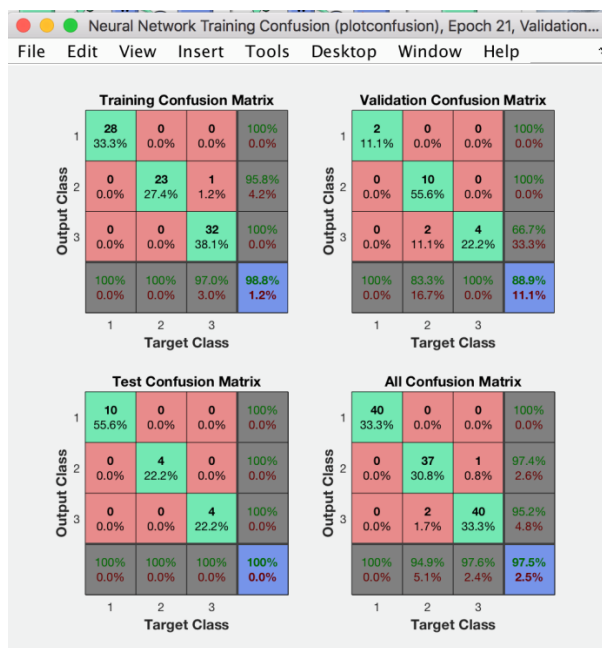 Neural Network Training Confusion (plotconfusion), Epoch 21, Validation...
File Edit View Insert Tools Desktop Window Help
Training Confusion Matrix
Output Class
1 28 0 0 100%
33.3% 0.0% 0.0% 0.0%
2 0 23 1 95.8%
0.0% 27.4% 1.2% 4.2%
3 0 0 32 100%
0.0% 0.0% 38.1% 0.0%
100% 100% 97.0% 98.8%
0.0% 0.0% 3.0% 1.2%
1 2 3
Target Class
Validation Confusion Matrix
Output Class
1 2 0 0 100%
11.1% 0.0% 0.0% 0.0%
2 0 10 0 100%
0.0% 55.6% 0.0% 0.0%
3 0 2 4 66.7%
0.0% 11.1% 22.2% 33.3%
100% 83.3% 100% 88.9%
0.0% 16.7% 0.0% 11.1%
1 2 3
Target Class
Test Confusion Matrix
Output Class
1 10 0 0 100%
55.6% 0.0% 0.0% 0.0%
2 0 4 0 100%
0.0% 22.2% 0.0% 0.0%
3 0 0 4 100%
0.0% 0.0% 22.2% 0.0%
100% 100% 100% 100%
0.0% 0.0% 0.0% 0.0%
1 2 3
Target Class
All Confusion Matrix
Output Class
1 40 0 0 100%
33.3% 0.0% 0.0% 0.0%
2 0 37 1 97.4%
0.0% 30.8% 0.8% 2.6%
3 0 2 40 95.2%
0.0% 1.7% 33.3% 4.8%
100% 94.9% 97.6% 97.5%
0.0% 5.1% 2.4% 2.5%
1 2 3
Target Class